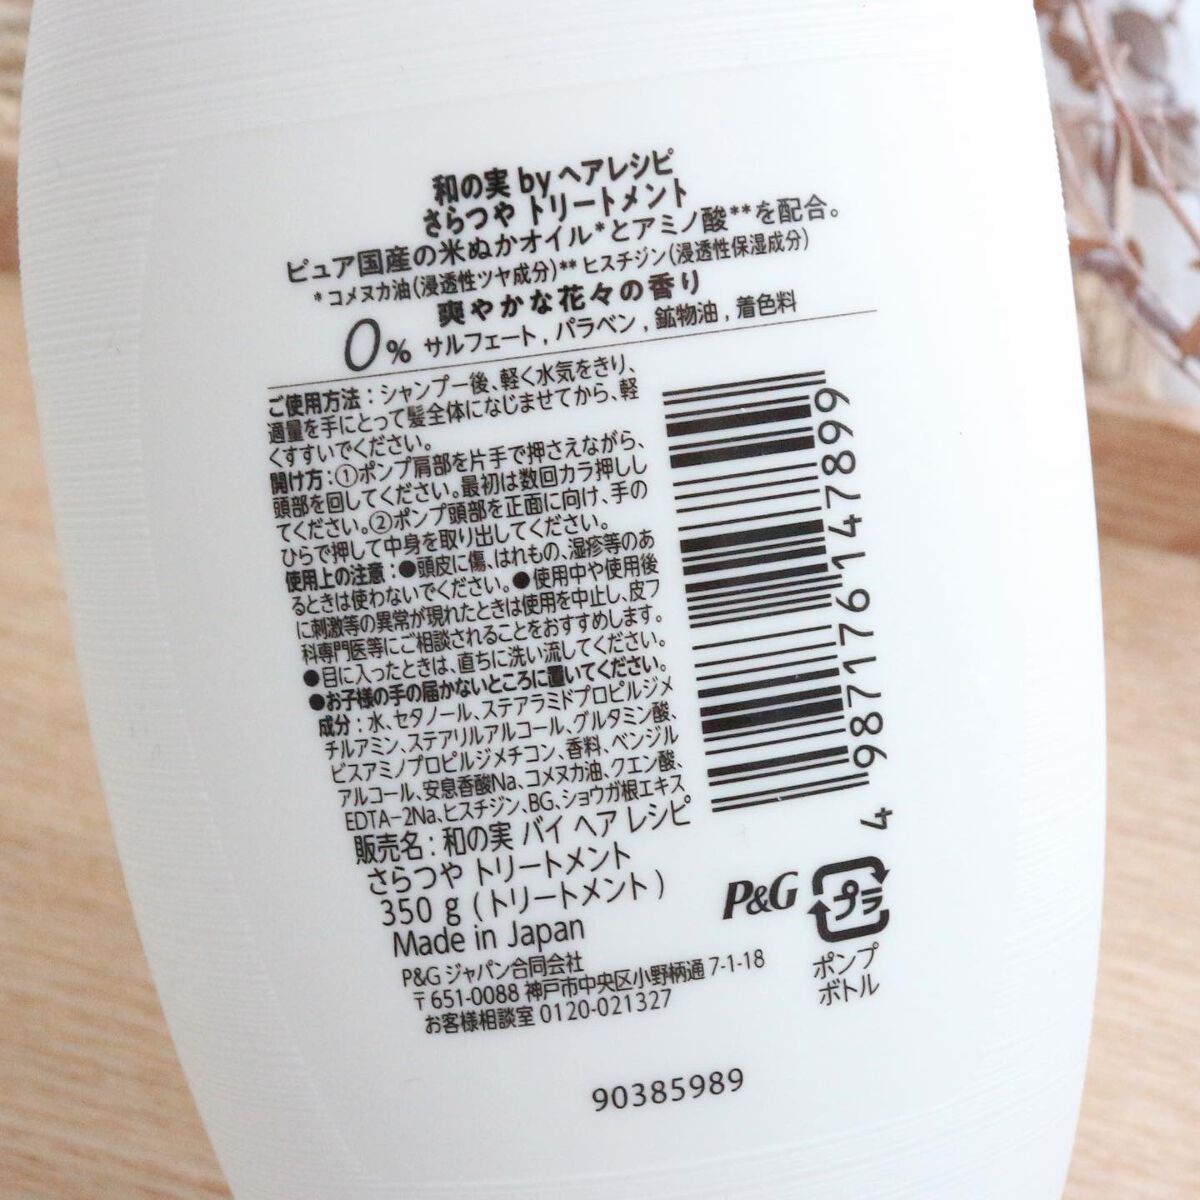 和の実 by ヘアレシピ
さらつや トリートメント
ピュア国産の米ぬかオイル*とアミノ酸**を配合。
*コメヌカ油(浸透性ツヤ成分)** ヒスチジン(浸透性保湿成分)
爽やかな花々の香り
0% サルフェート, パラベン, 鉱物油, 着色料
ご使用方法:シャンプー後、軽く水気をきり、
適量を手にとって髪全体になじませてから、軽
くすすいでください。
開け方:①ポンプ肩部を片手で押さえながら、
頭部を回してください。最初は数回カラ押しし
てください。②ポンプ頭部を正面に向け、手の
ひらで押して中身を取り出してください。
使用上の注意:●頭皮に傷、はれもの、湿疹等のあ
るときは使わないでください。●使用中や使用後
に刺激等の異常が現れたときは使用を中止し、皮フ
科専門医等にご相談されることをおすすめします。
●目に入ったときは、直ちに洗い流してください。
●お子様の手の届かないところに置いてください。
成分:水、セタノール、ステアラミドプロピルジメ
チルアミン、ステアリルアルコール、グルタミン酸、
ビスアミノプロピルジメチコン、香料、ベンジル
アルコール、安息香酸Na、コメヌカ油、クエン酸、
EDTA-2Na、ヒスチジン、BG、ショウガ根エキス
販売名:和の実 バイ ヘア レシピ
さらつや トリートメント
350 g (トリートメント)
Made in Japan
P&G ジャパン合同会社
〒651-0088 神戸市中央区小野柄通 7-1-18
お客様相談室 0120-021327
4 987176 147899
P&G
プラ
ポンプ
ボトル
90385989